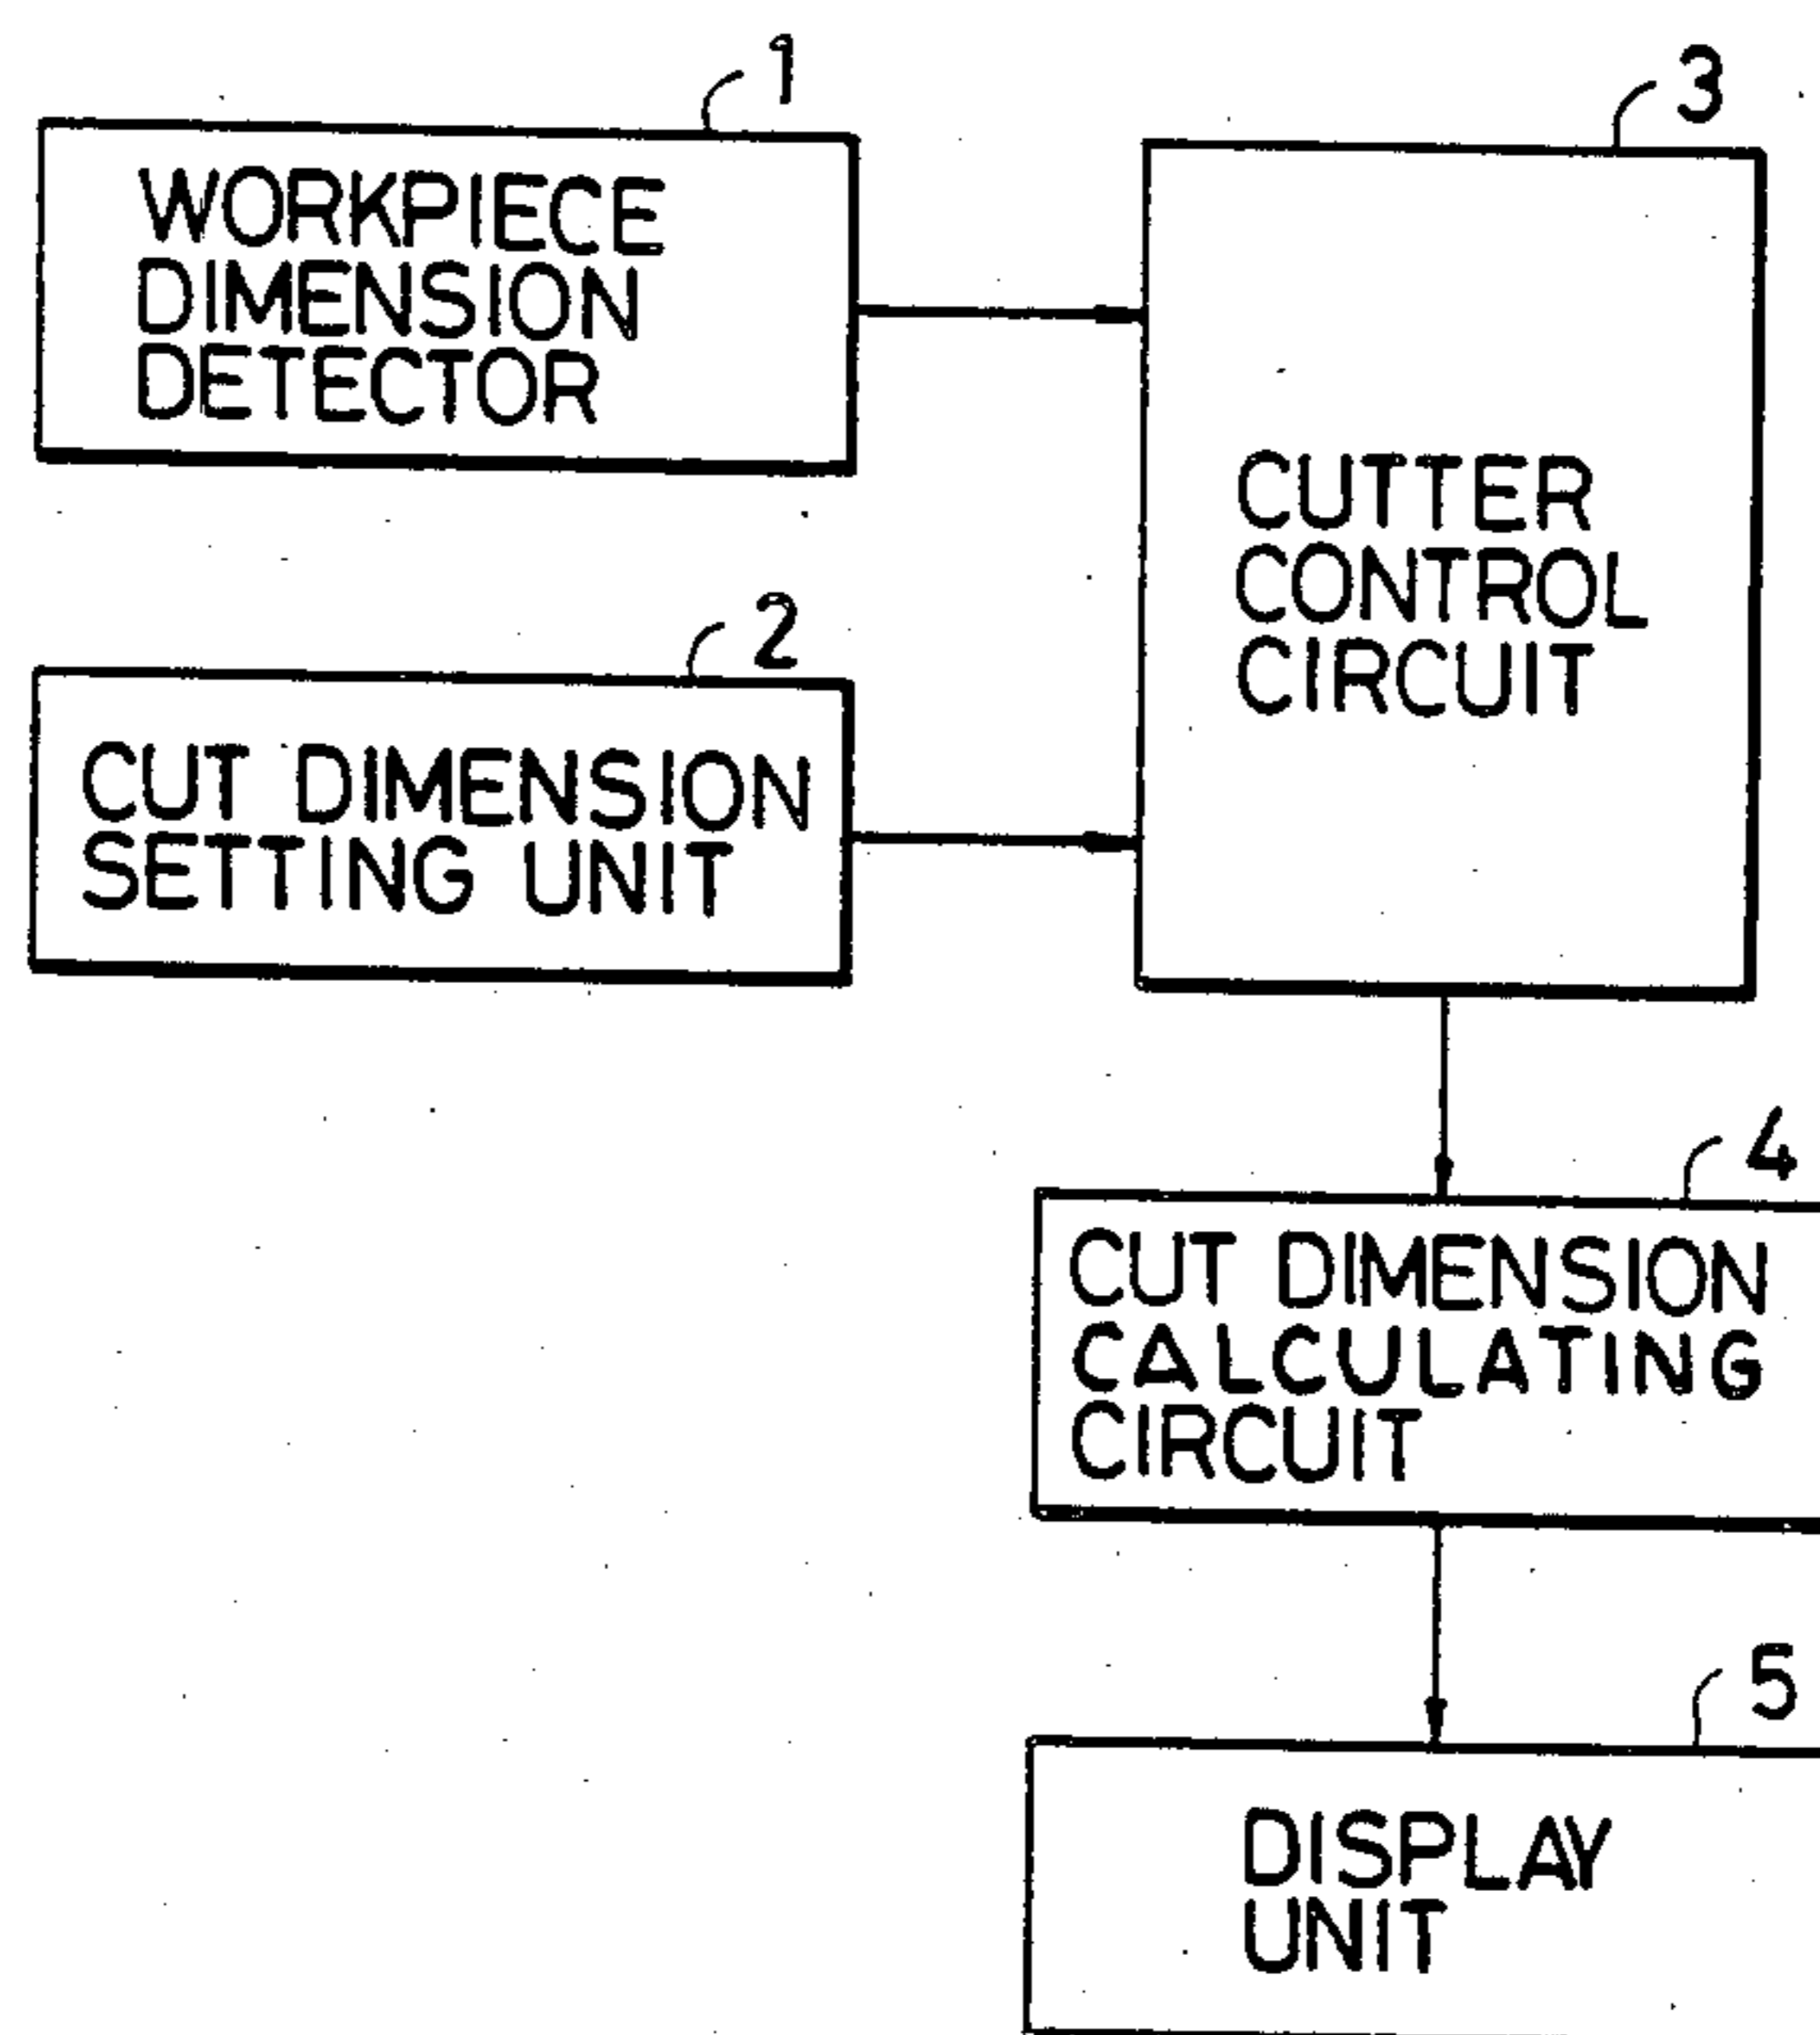 1
WORKPIECE
DIMENSION
DETECTOR
2
CUT DIMENSION
SETTING UNIT
3
CUTTER
CONTROL
CIRCUIT
4
CUT DIMENSION
CALCULATING
CIRCUIT
5
DISPLAY
UNIT